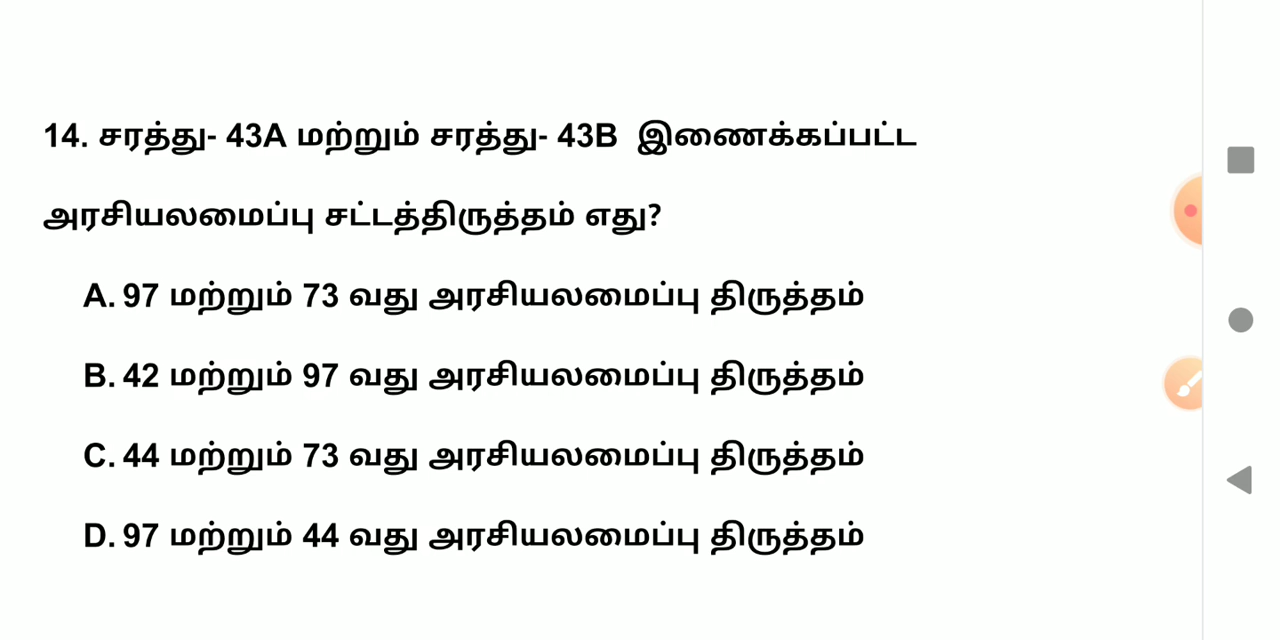 14. சரத்து- 43A மற்றும் சரத்து- 43B இணைக்கப்பட்ட
அரசியலமைப்பு சட்டத்திருத்தம் எது?
A. 97 மற்றும் 73 வது அரசியலமைப்பு திருத்தம்
B. 42 மற்றும் 97 வது அரசியலமைப்பு திருத்தம்
C. 44 மற்றும் 73 வது அரசியலமைப்பு திருத்தம்
D. 97 மற்றும் 44 வது அரசியலமைப்பு திருத்தம்